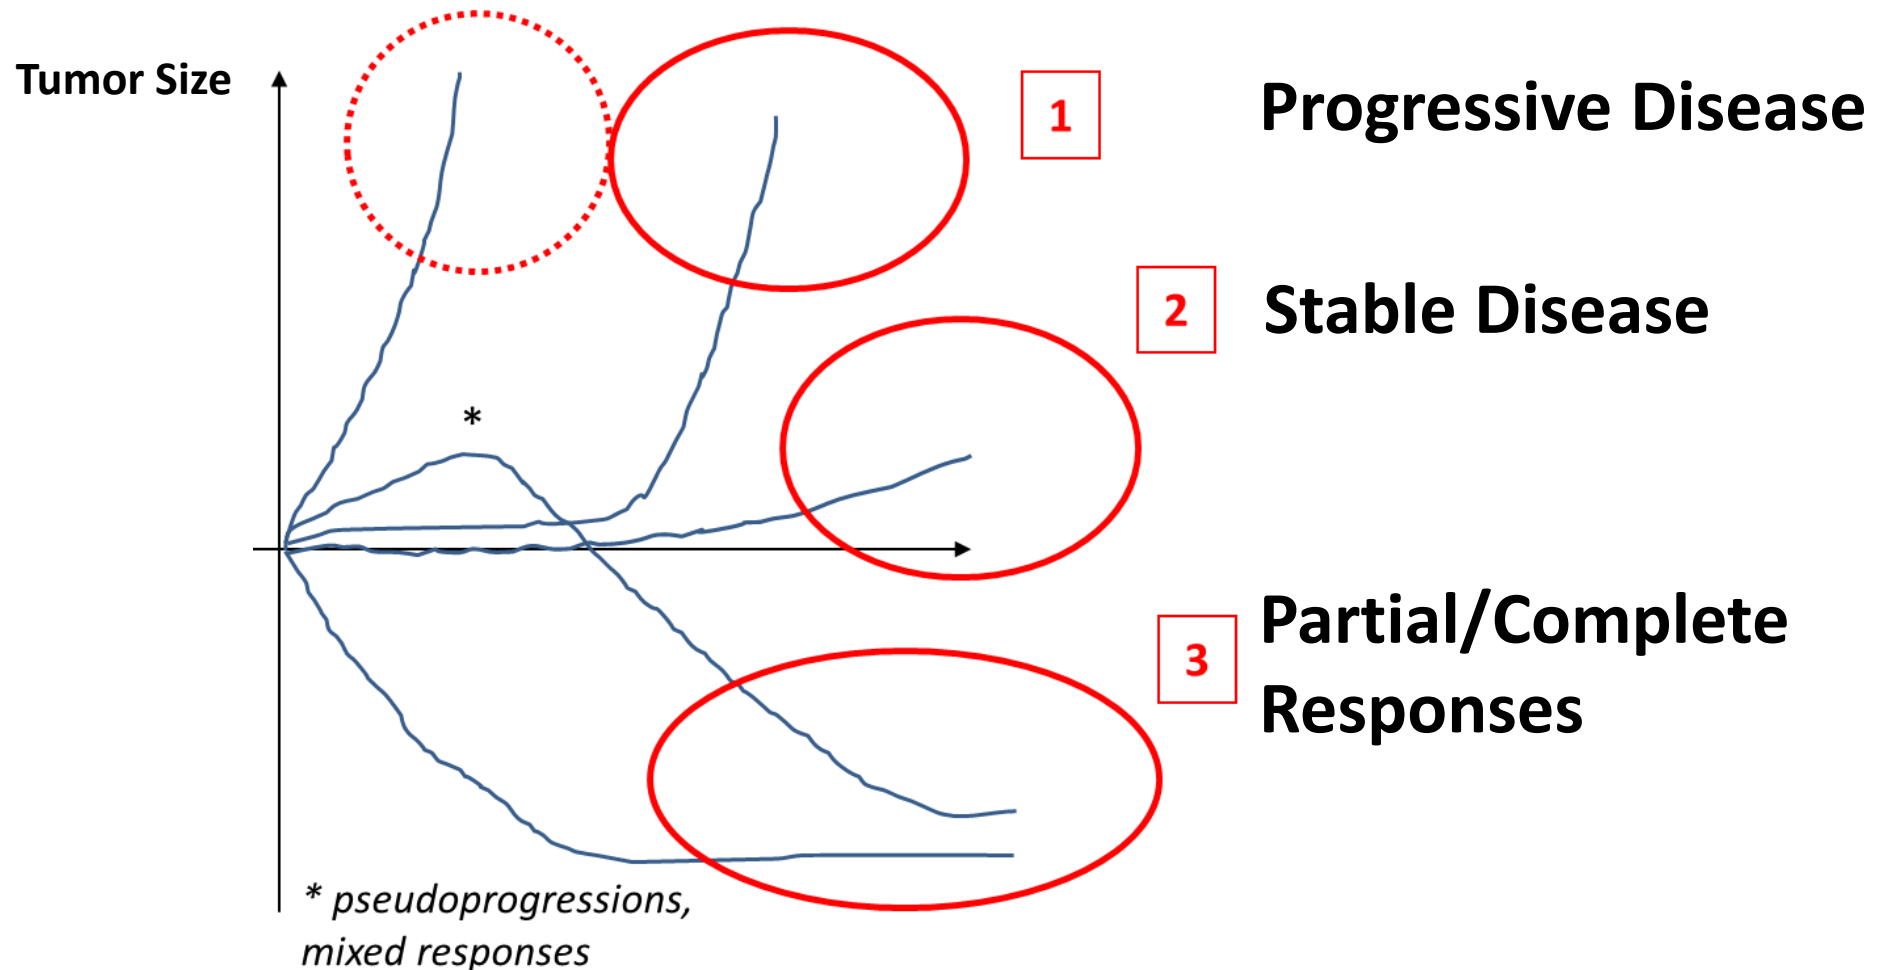 Tumor Size
1
Progressive Disease
2
Stable Disease
*
3
Partial/Complete
Responses
* pseudoprogressions,
mixed responses